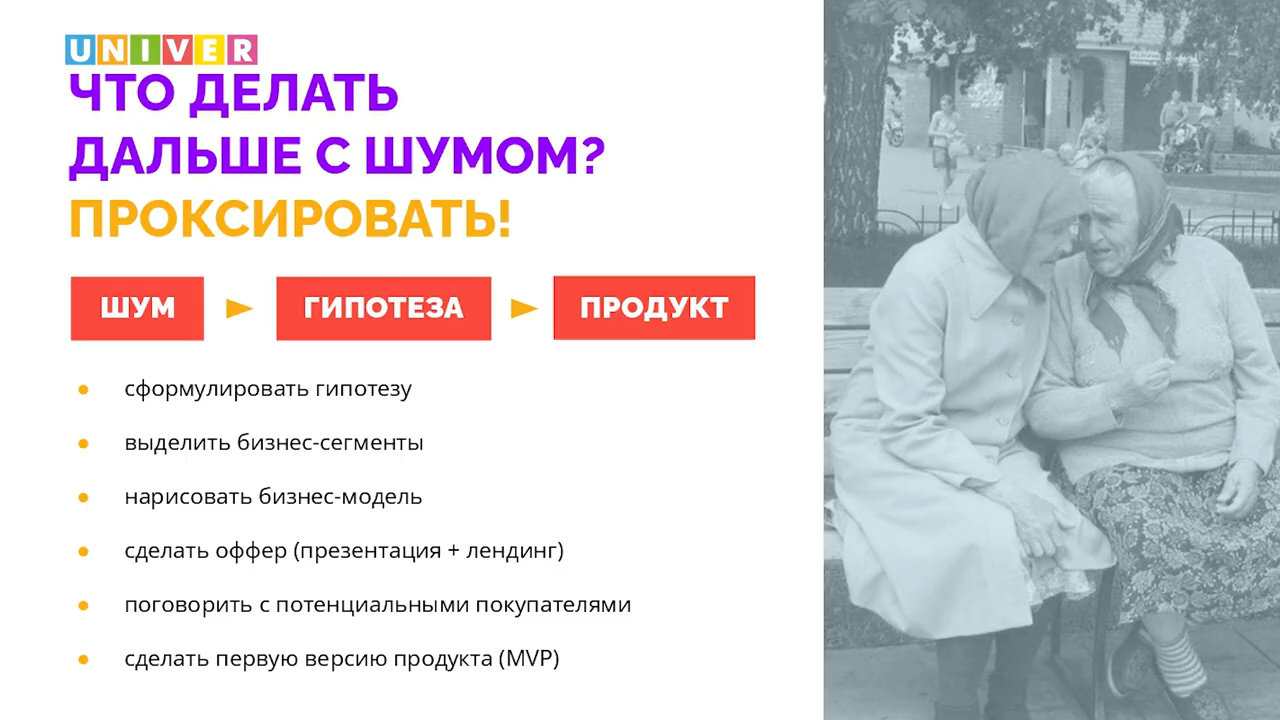 UNIVER
ЧТО ДЕЛАТЬ
ДАЛЬШЕ С ШУМОМ?
ПРОКСИРОВАТЬ!
ШУМ
ГИПОТЕЗА
ПРОДУКТ
сформулировать гипотезу
выделить бизнес-сегменты
нарисовать бизнес-модель
сделать оффер (презентация + лендинг)
поговорить с потенциальными покупателями
сделать первую версию продукта (MVP)